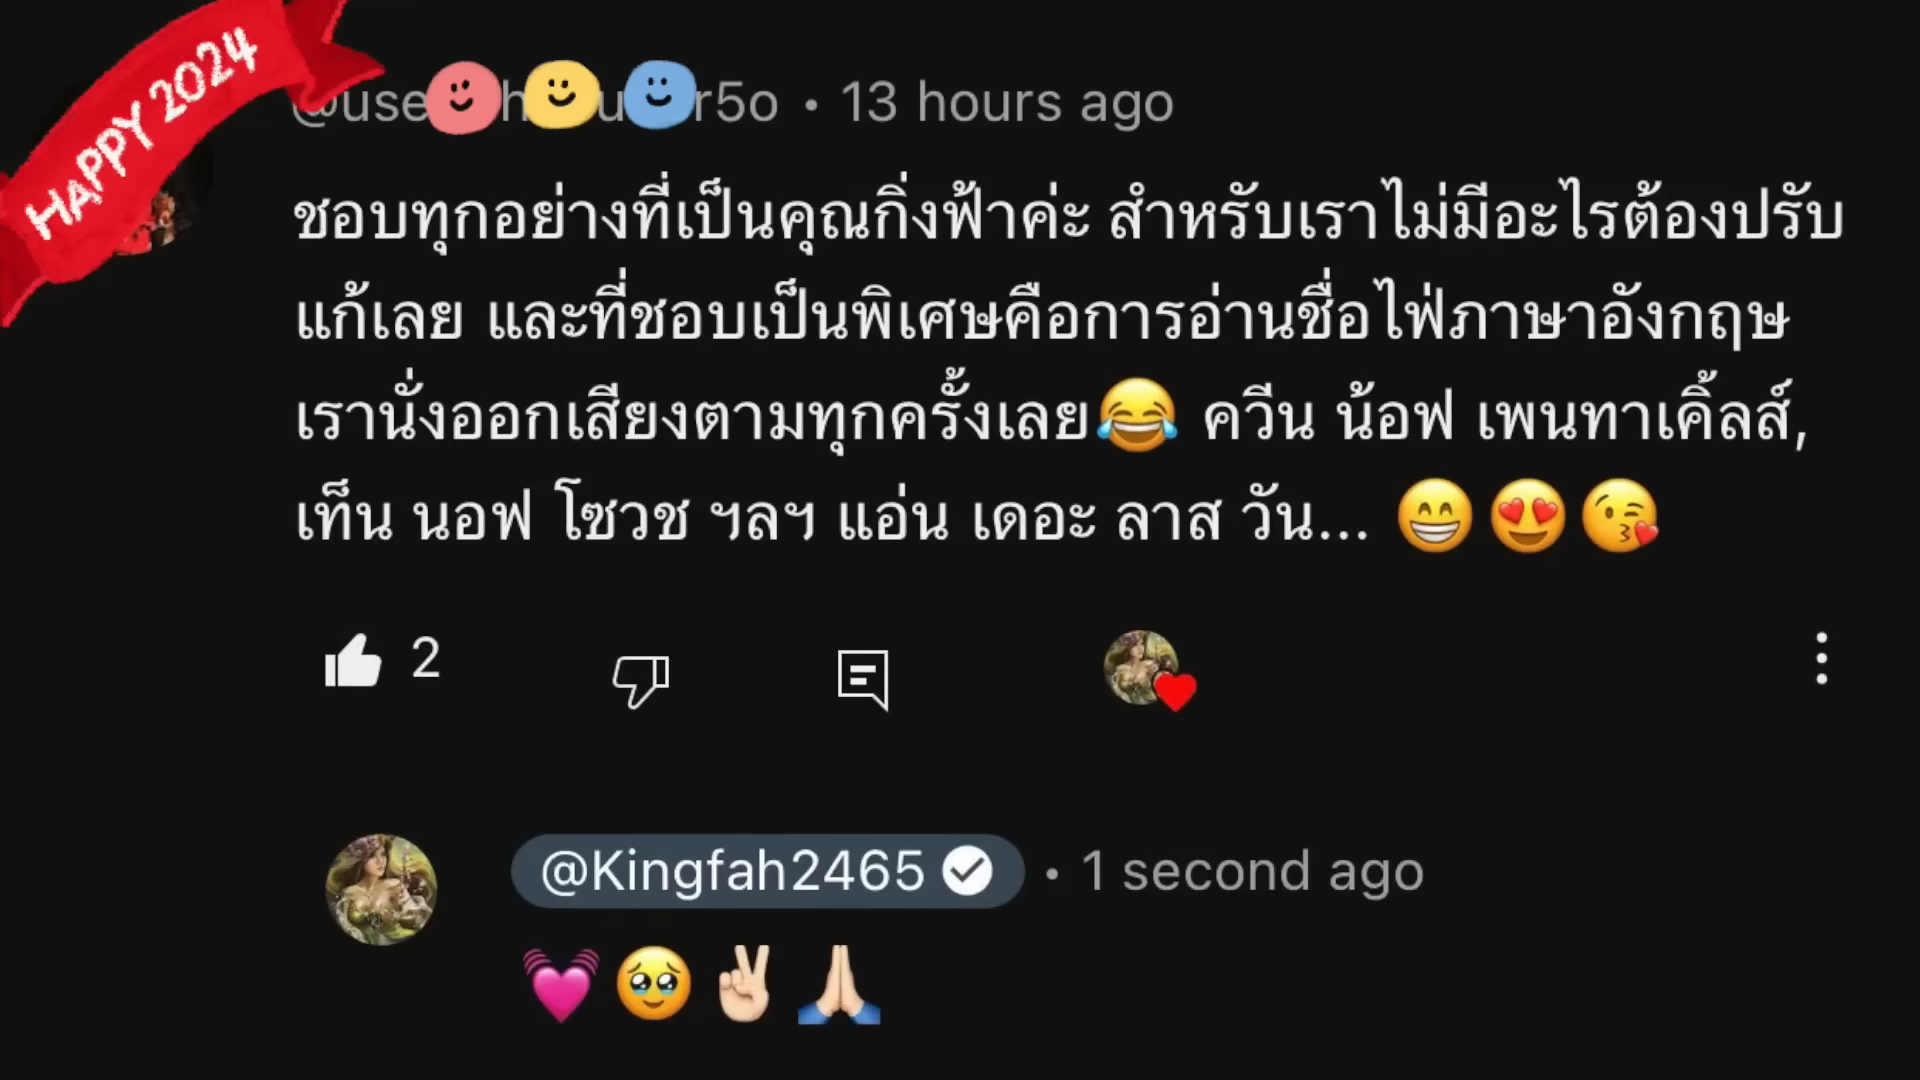 HAPPY 2024
r5o • 13 hours ago
ชอบทุกอย่างที่เป็นคุณกิ่งฟ้าค่ะ สำหรับเราไม่มีอะไรต้องปรับ
แก้เลย และที่ชอบเป็นพิเศษคือการอ่านชื่อไฟ่ภาษาอังกฤษ
เรานั่งออกเสียงตามทุกครั้งเลย😂 ควีน น้อฟ เพนทาเคิ้ลส์,
เท็น นอฟ โซวช ฯลฯ แอ่น เดอะ ลาส วัน... 😁😍😘
2
@Kingfah2465 • 1 second ago
💓🥹✌🏻🙏🏻